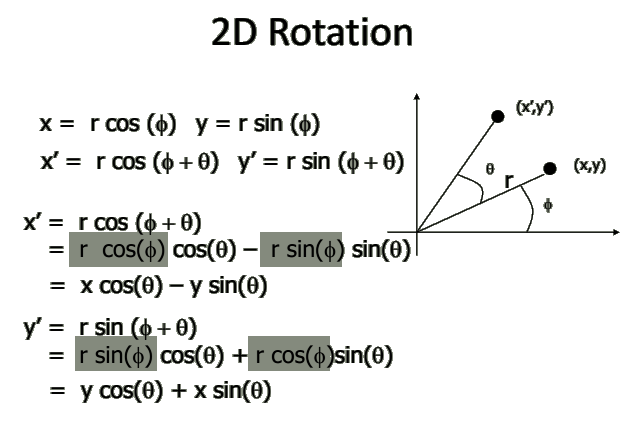 2D Rotation
x = r cos (ϕ) y = r sin (ϕ)
x′ = r cos (ϕ + θ) y′ = r sin (ϕ + θ)
x′ = r cos (ϕ + θ)
= r cos(ϕ) cos(θ) − r sin(ϕ) sin(θ)
= x cos(θ) − y sin(θ)
y′ = r sin (ϕ + θ)
= r sin(ϕ) cos(θ) + r cos(ϕ)sin(θ)
= y cos(θ) + x sin(θ)
(x′,y′)
θ
(x,y)
r
ϕ